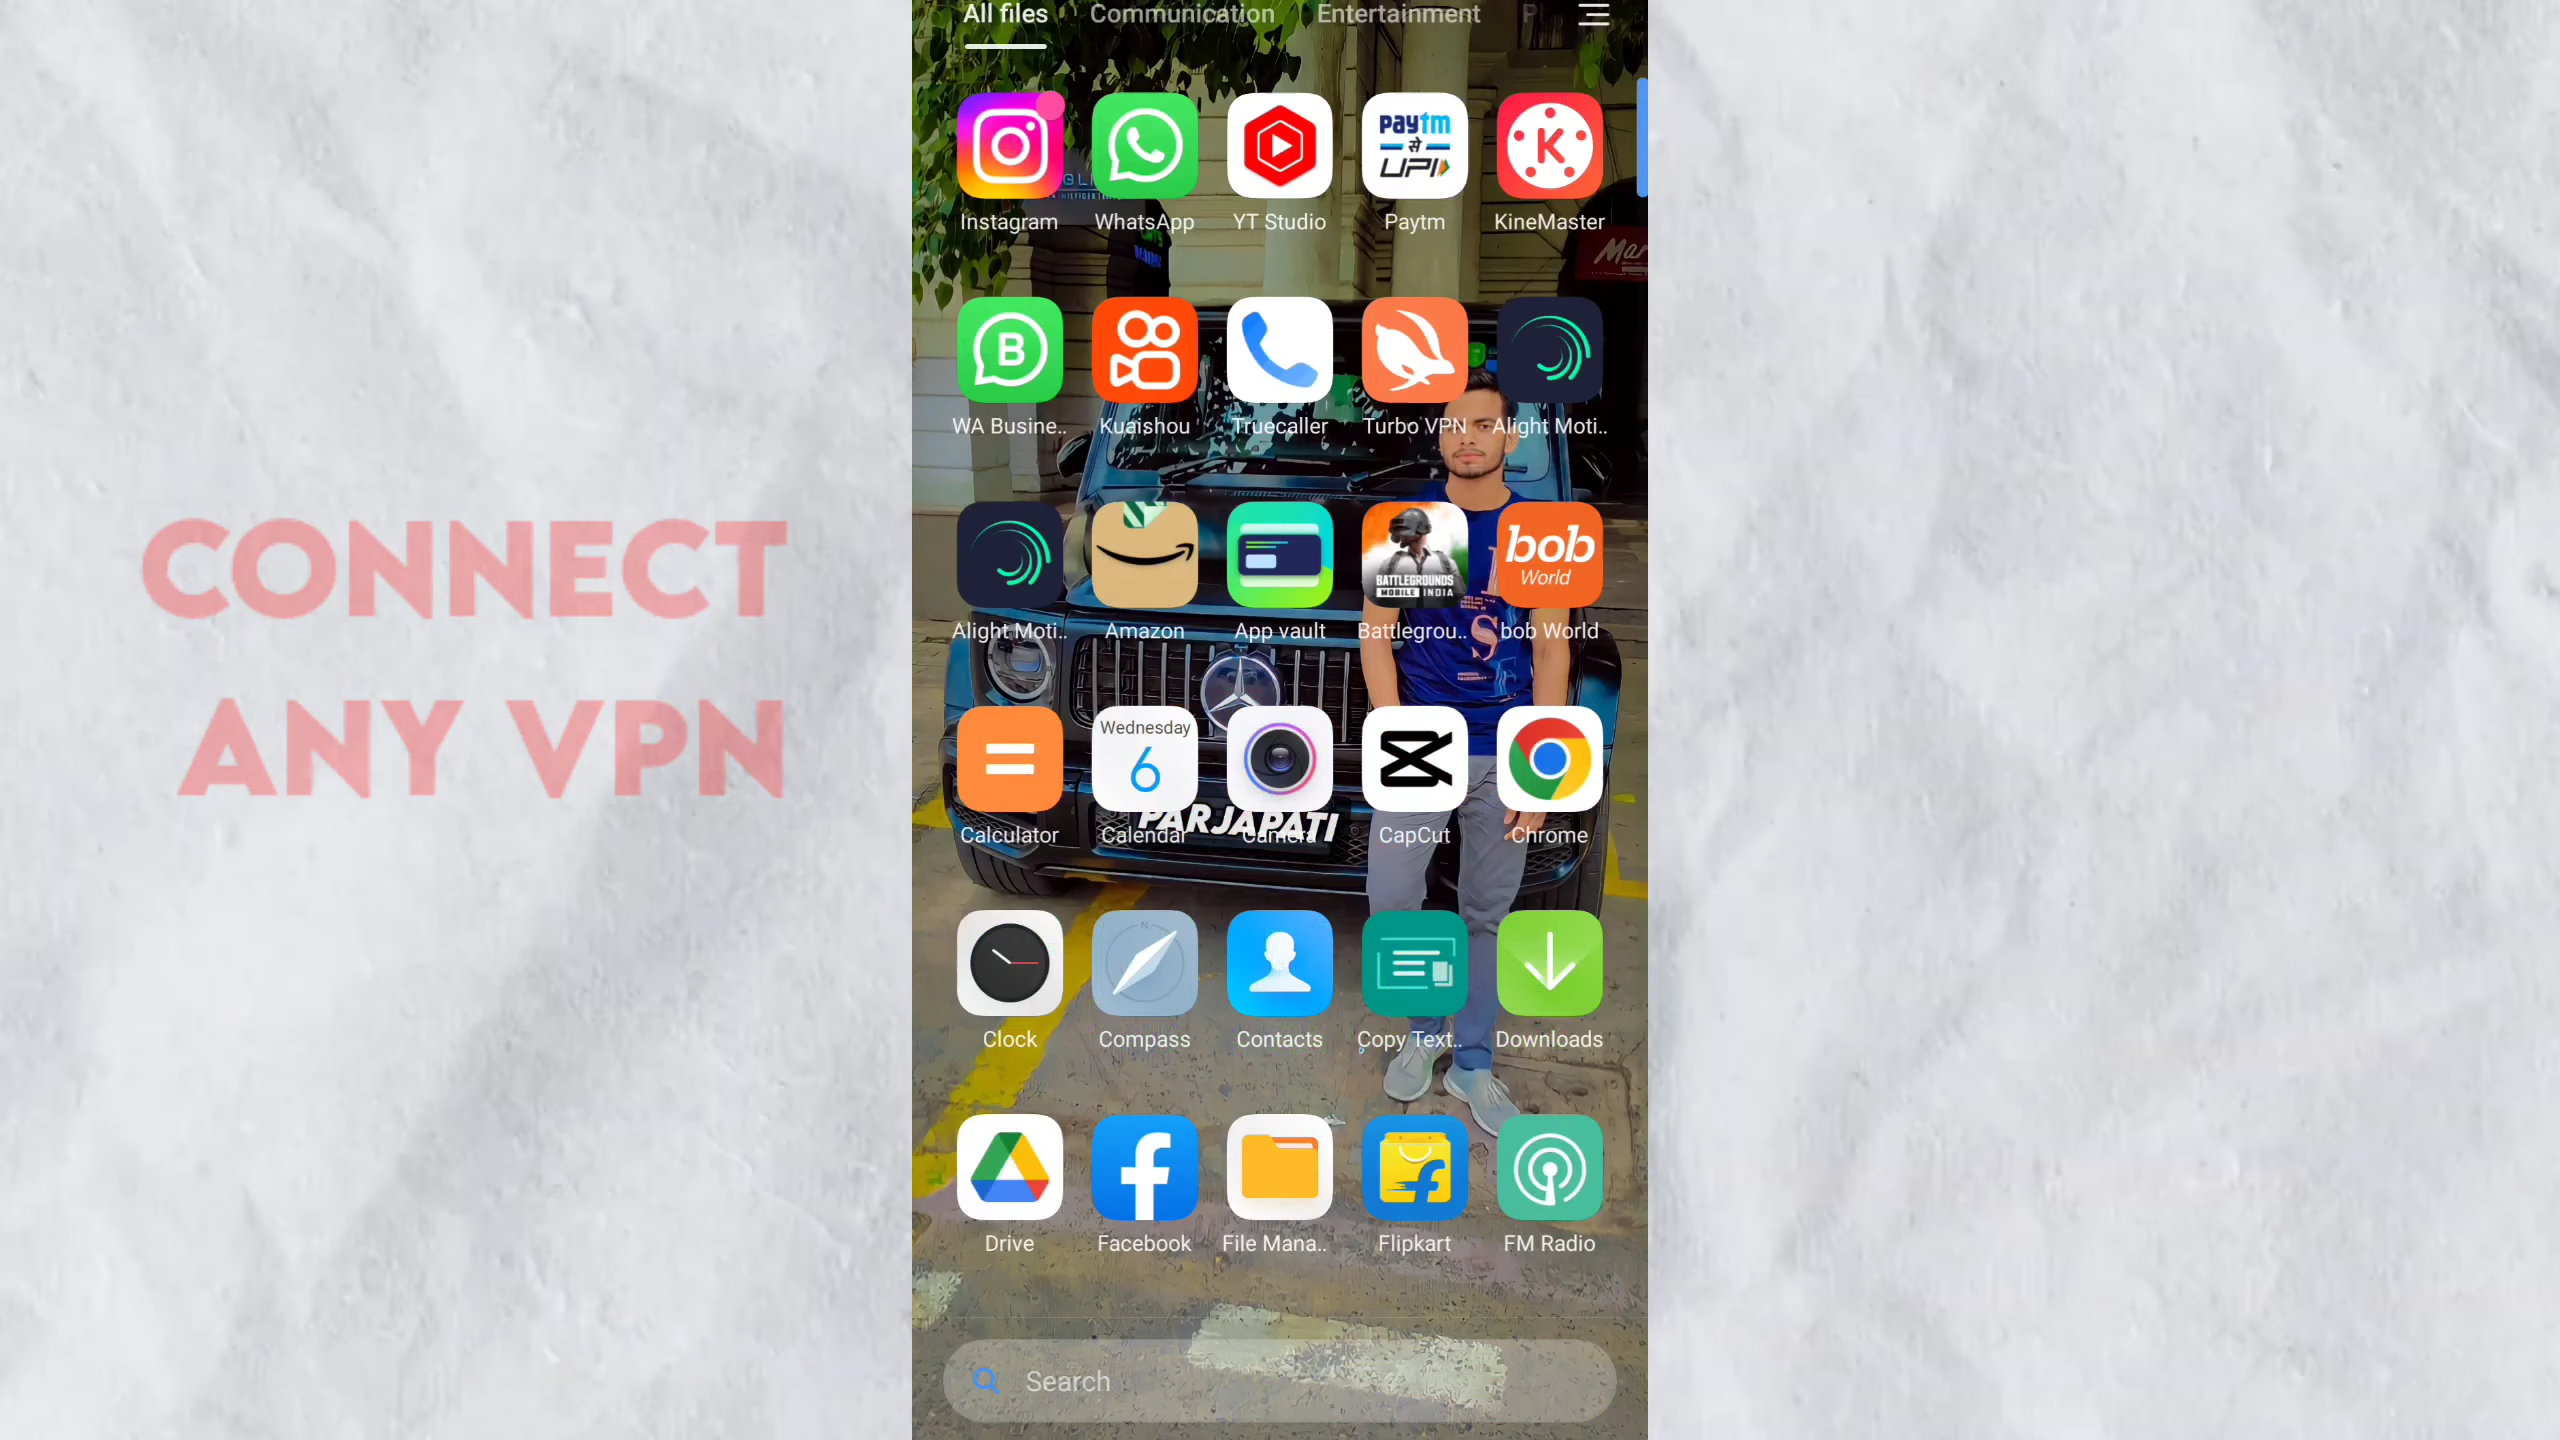 All files Communication Entertainment
CONNECT
ANY VPN
paytm
से
UPI
K
Instagram WhatsApp YT Studio Paytm KineMaster
B
WA Busine.. Kuaishou Truecaller Turbo VPN Alight Moti..
BATTLEGROUNDS
MOBILE INDIA
bob
World
Alight Moti.. Amazon App vault Battlegrou.. bob World
Wednesday
6
PARJAPATI
Calculator Calendar Camera CapCut Chrome
N
Clock Compass Contacts Copy Text.. Downloads
Drive Facebook File Mana.. Flipkart FM Radio
Search